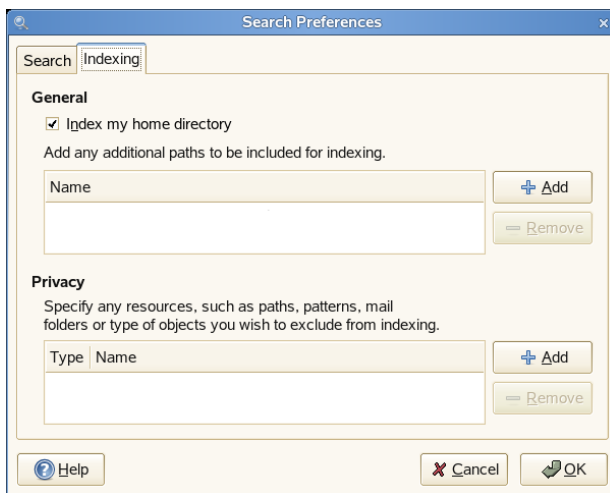 Search Preferences
Search Indexing
General
Index my home directory
Add any additional paths to be included for indexing.
Name
Add
Remove
Privacy
Specify any resources, such as paths, patterns, mail
folders or type of objects you wish to exclude from indexing.
Type Name
Add
Remove
Help Cancel OK